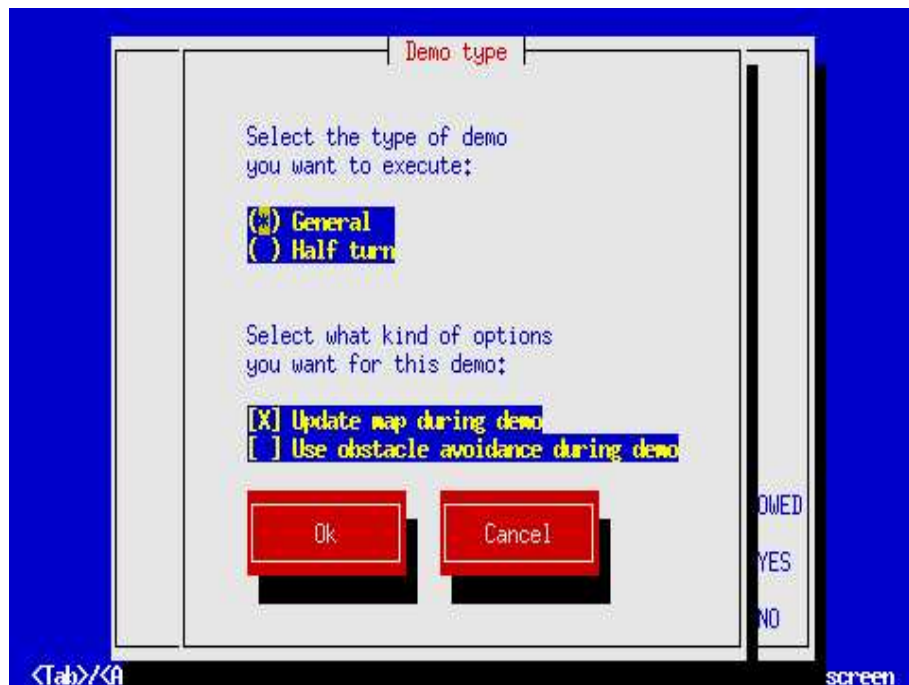 Demo type
Select the type of demo
you want to execute:
(*) General
( ) Half turn
Select what kind of options
you want for this demo:
[X] Update map during demo
[ ] Use obstacle avoidance during demo
Ok
Cancel
OWED
YES
NO
<Tab>/<A
screen